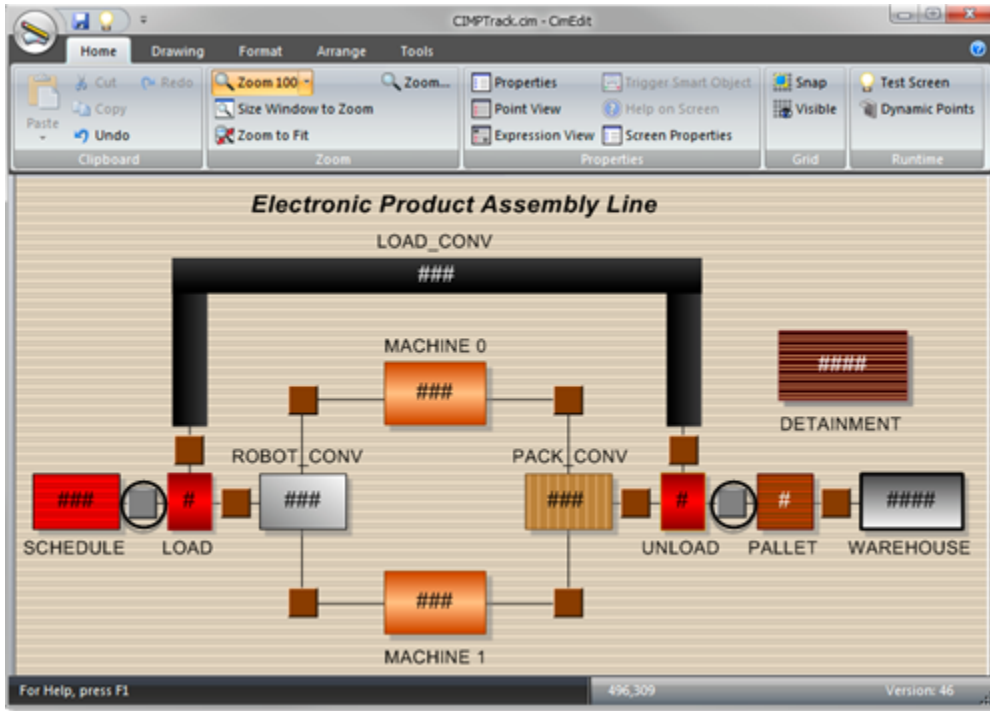 CIMPTrack.cim - CimEdit
Home Drawing Format Arrange Tools
Paste
Cut
Copy
Undo
Redo
Clipboard
Zoom 100
Size Window to Zoom
Zoom to Fit
Zoom...
Zoom
Properties
Point View
Expression View
Trigger Smart Object
Help on Screen
Screen Properties
Properties
Snap
Visible
Grid
Test Screen
Dynamic Points
Runtime
Electronic Product Assembly Line
LOAD_CONV
###
MACHINE 0
###
####
DETAINMENT
ROBOT_CONV
PACK_CONV
### # ### ### # # ####
SCHEDULE LOAD UNLOAD PALLET WAREHOUSE
###
MACHINE 1
For Help, press F1
496,309
Version: 46